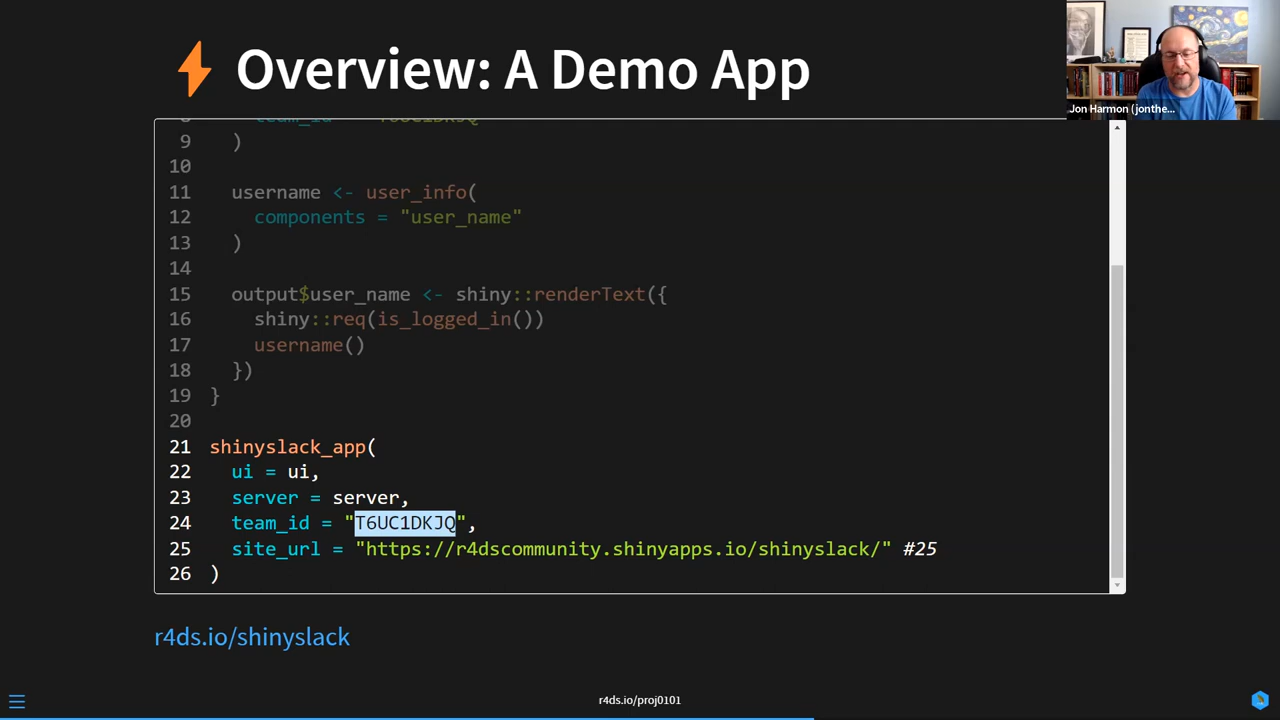 Overview: A Demo App
Jon Harmon (jonthe...
9 )
10
11 username <- user_info(
12 components = "user_name"
13 )
14
15 output$user_name <- shiny::renderText({
16 shiny::req(is_logged_in())
17 username()
18 })
19 }
20
21 shinyslack_app(
22 ui = ui,
23 server = server,
24 team_id = "T6UC1DKJQ",
25 site_url = "https://r4dscommunity.shinyapps.io/shinyslack/" #25
26 )
r4ds.io/shinyslack
r4ds.io/proj0101